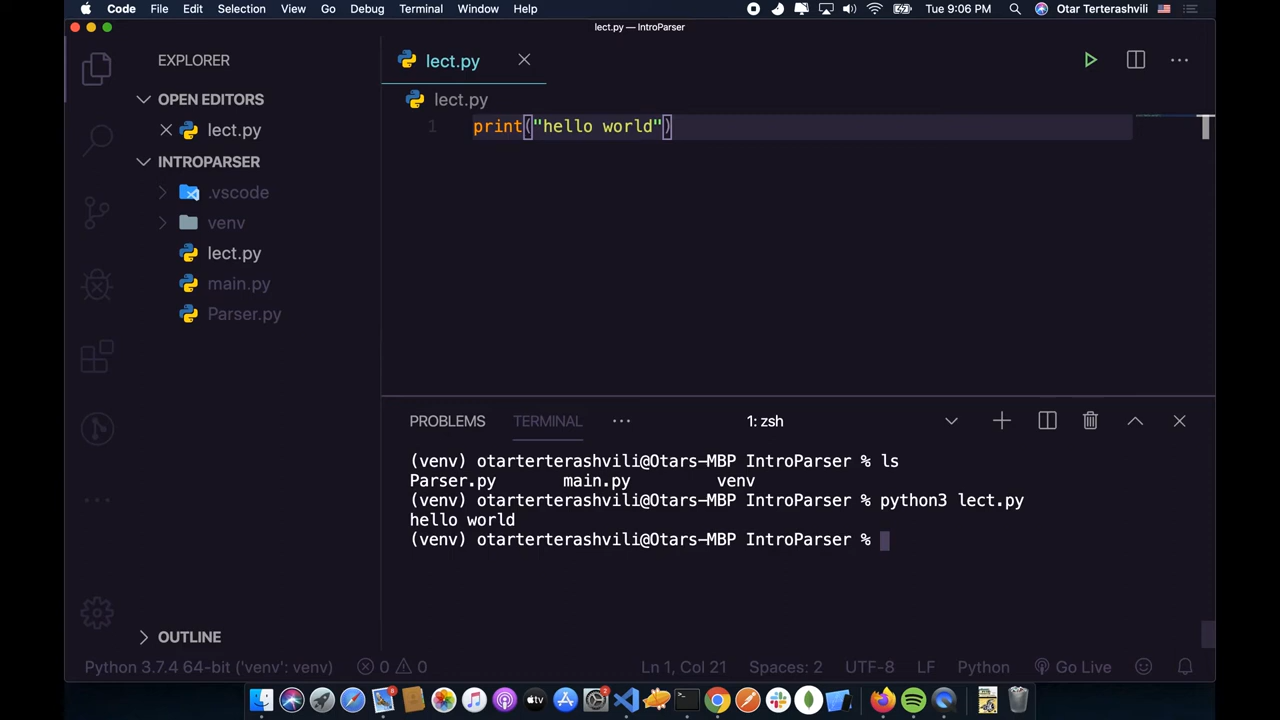 Code File Edit Selection View Go Debug Terminal Window Help Tue 9:06 PM Otar Terterashvili
lect.py — IntroParser
EXPLORER
OPEN EDITORS
lect.py
INTROPARSER
.vscode
venv
lect.py
main.py
Parser.py
OUTLINE
lect.py
lect.py
1 print("hello world")
PROBLEMS TERMINAL 1: zsh
(venv) otarterterashvili@Otars-MBP IntroParser % ls
Parser.py main.py venv
(venv) otarterterashvili@Otars-MBP IntroParser % python3 lect.py
hello world
(venv) otarterterashvili@Otars-MBP IntroParser %
Python 3.7.4 64-bit ('venv': venv) 0 0 Ln 1, Col 21 Spaces: 2 UTF-8 LF Python Go Live